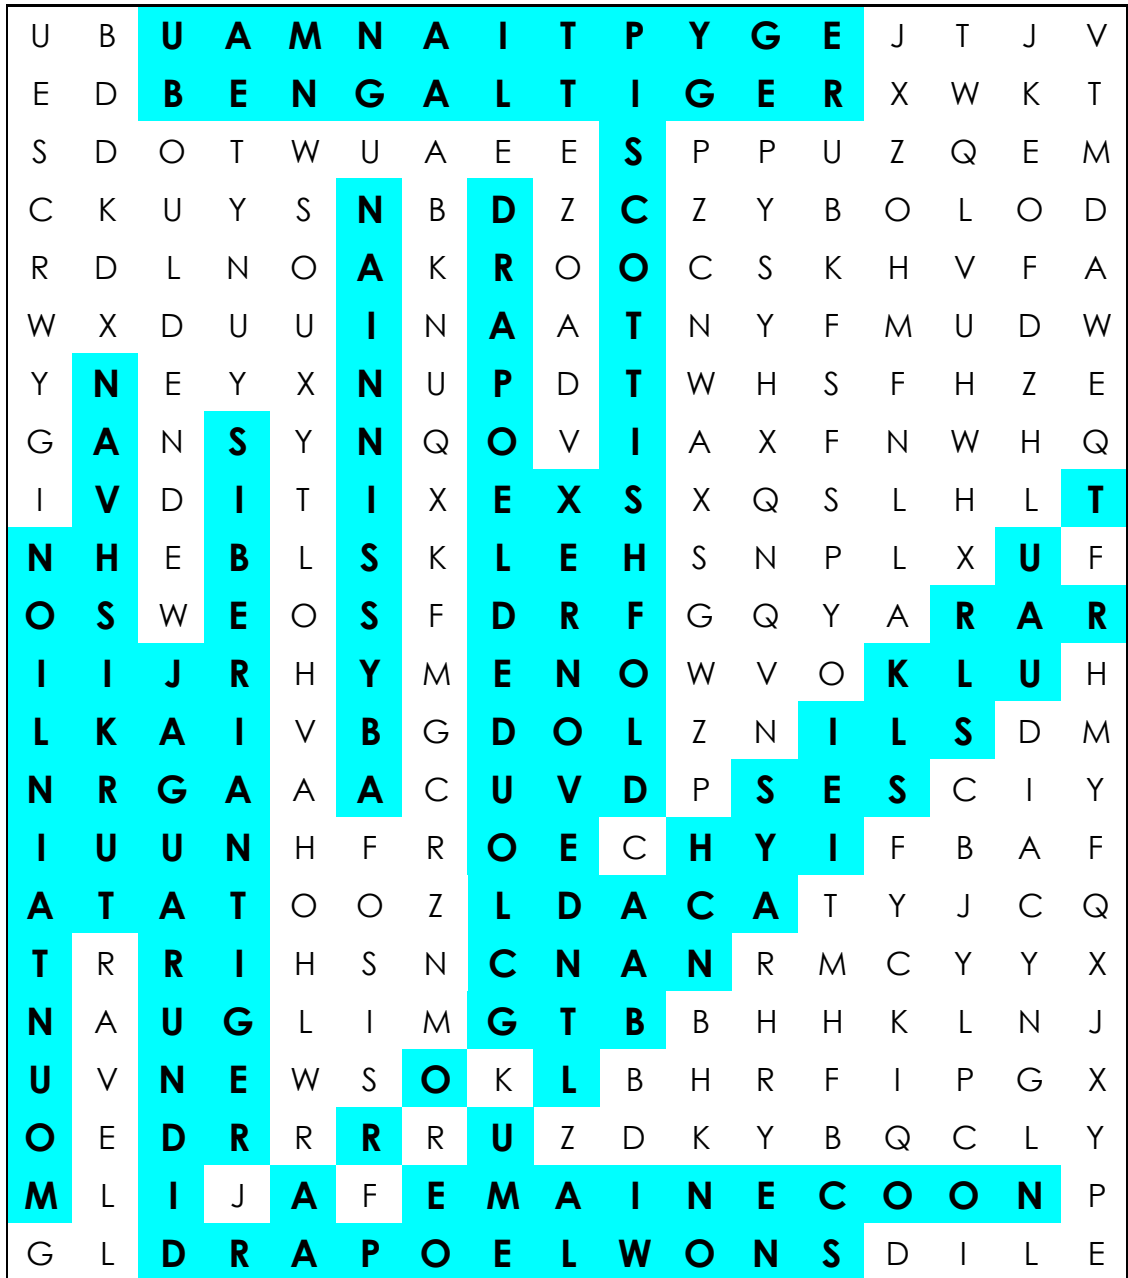 U B U A M N A I T P Y G E J T J V
E D B E N G A L T I G E R X W K T
S D O T W U A E E S P P U Z Q E M
C K U Y S N B D Z C Z Y B O L O D
R D L N O A K R O O C S K H V F A
W X D U U I N A A T N Y F M U D W
Y N E Y X N U P D T W H S F H Z E
G A N S Y N Q O V I A X F N W H Q
I V D I T I X E X S X Q S L H L T
N H E B L S K L E H S N P L X U F
O S W E O S F D R F G Q Y A R A R
I I J R H Y M E N O W V O K L U H
L K A I V B G D O L Z N I L S D M
N R G A A A C U V D P S E S C I Y
I U U N H F R O E C H Y I F B A F
A T A T O O Z L D A C A T Y J C Q
T R R I H S N C N A N R M C Y Y X
N A U G L I M G T B B H H K L N J
U V N E W S O K L B H R F I P G X
O E D R R R R U Z D K Y B Q C L Y
M L I J A F E M A I N E C O O N P
G L D R A P O E L W O N S D I L E